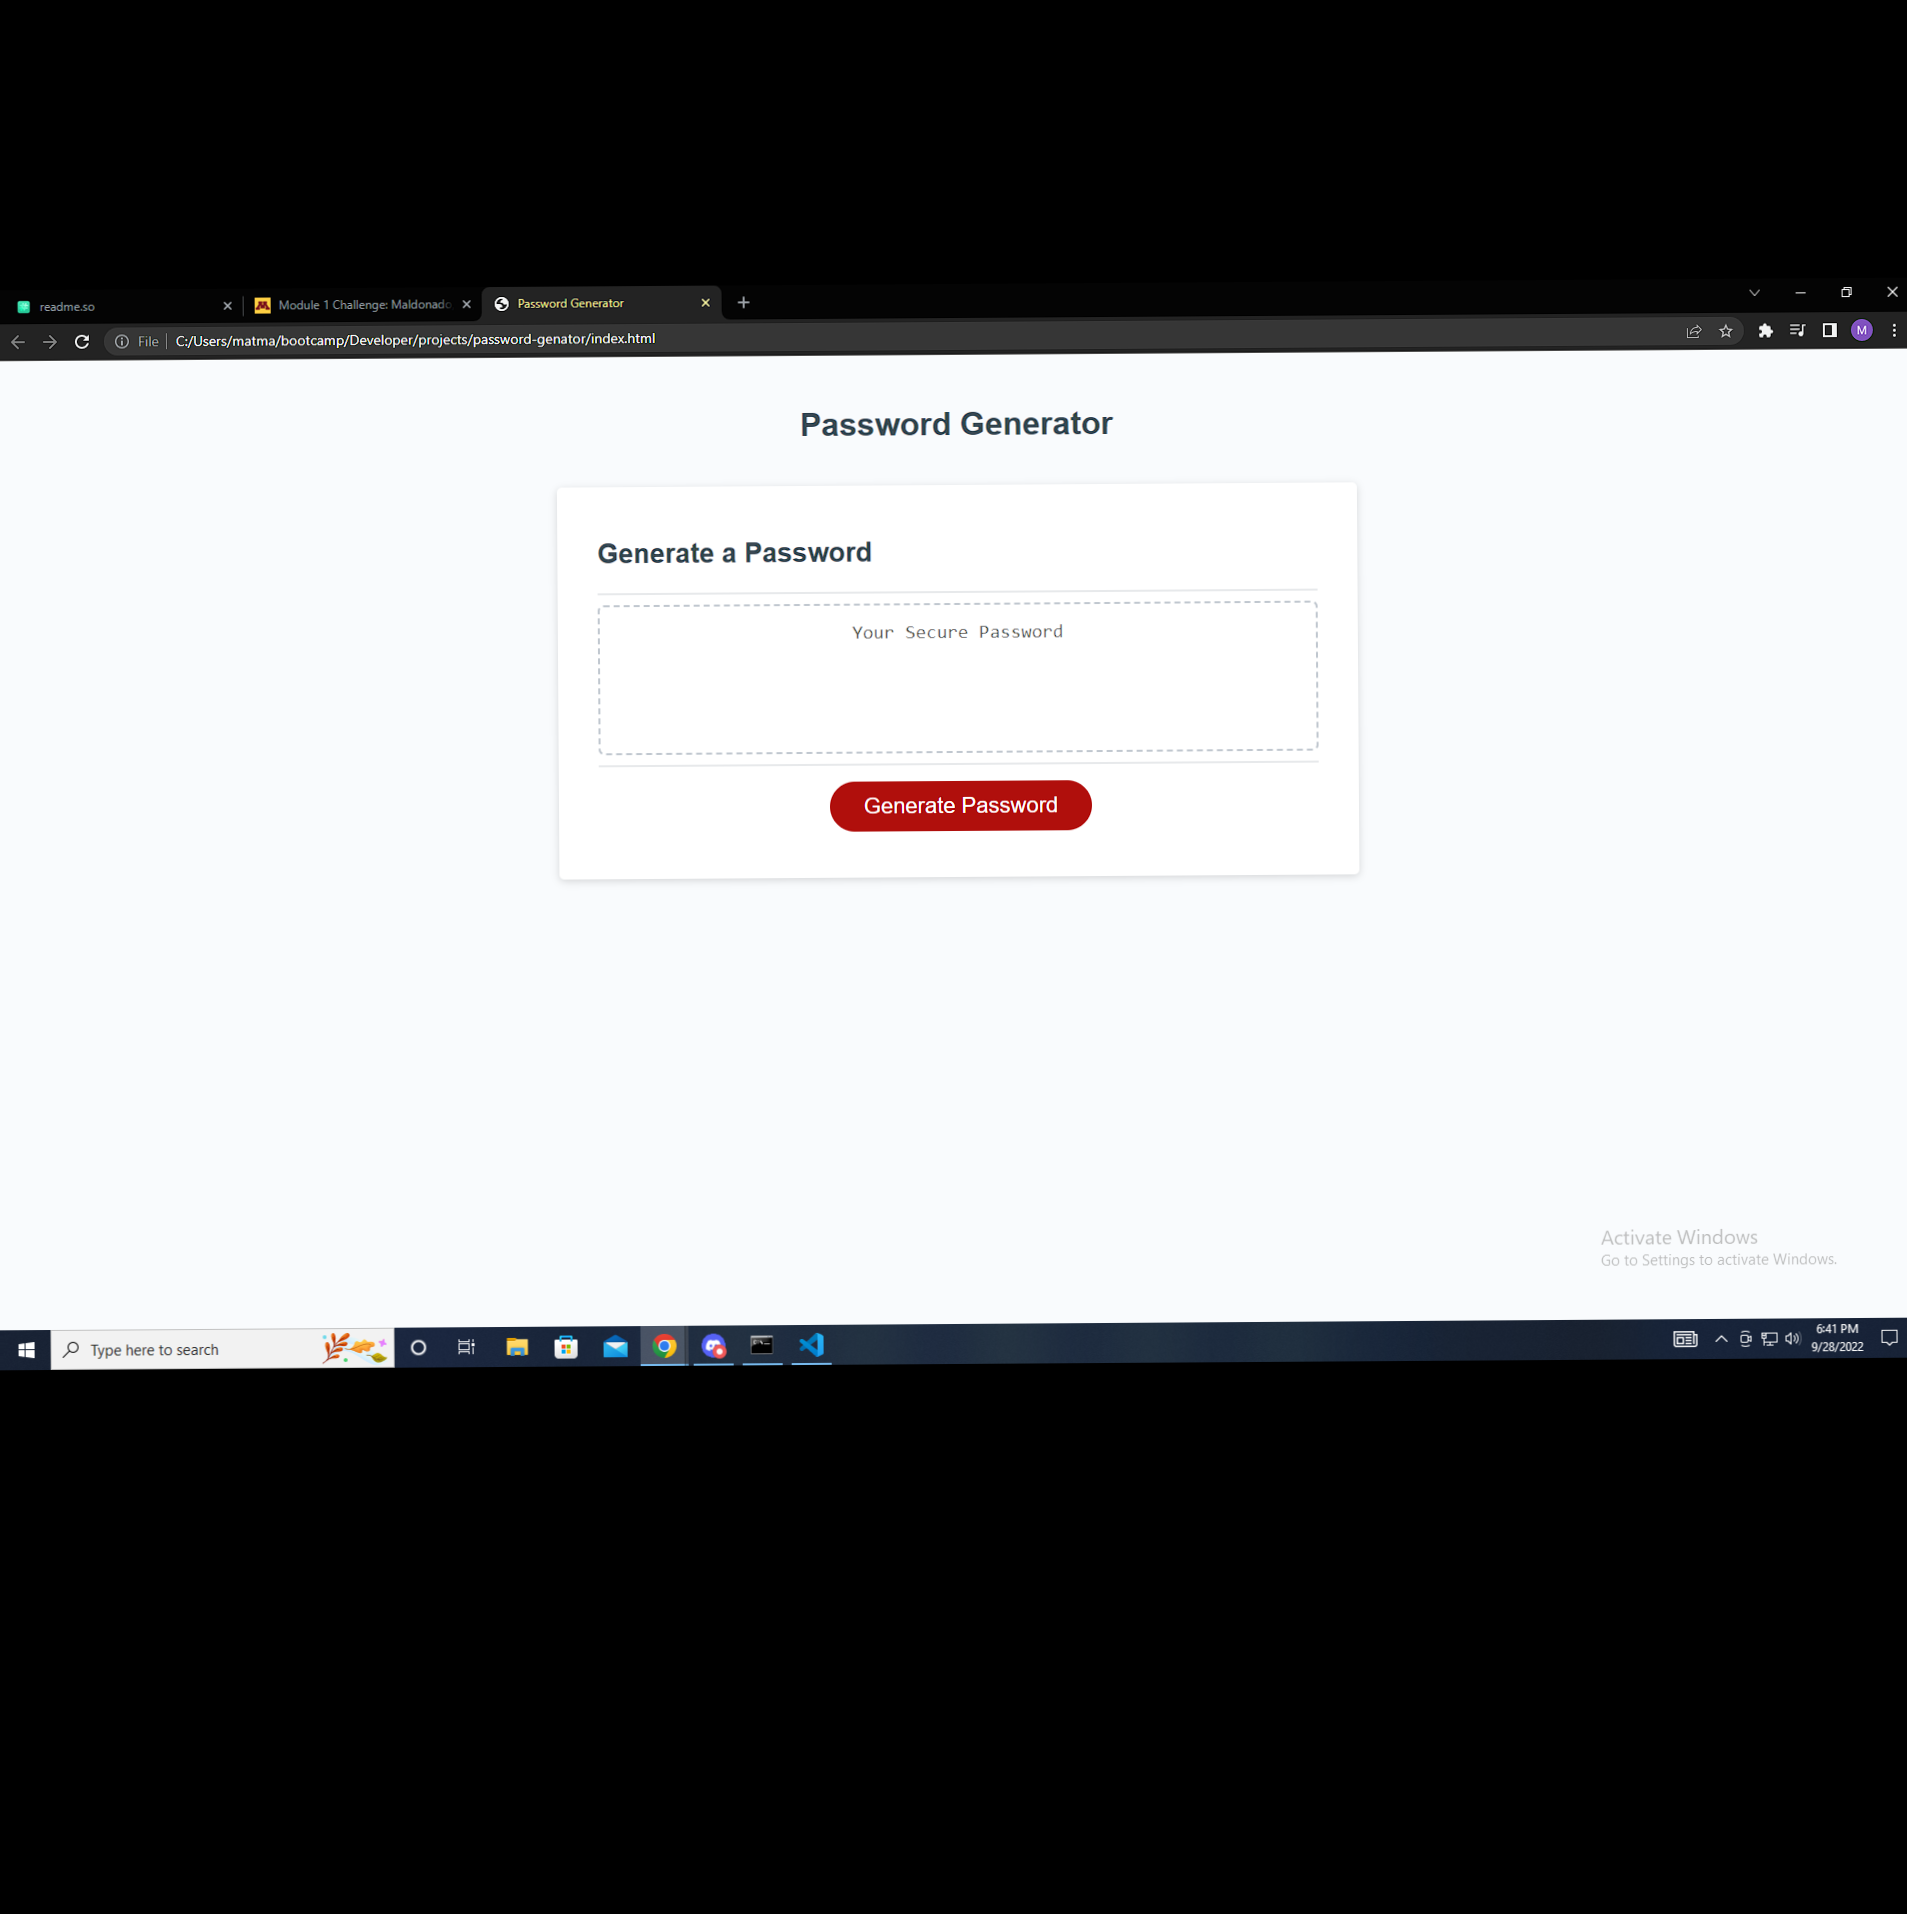 readme.so
Module 1 Challenge: Maldonado
Password Generator
File
C:/Users/matma/bootcamp/Developer/projects/password-genator/index.html
M
Password Generator
Generate a Password
Your Secure Password
Generate Password
Activate Windows
Go to Settings to activate Windows.
Type here to search
6:41 PM
9/28/2022